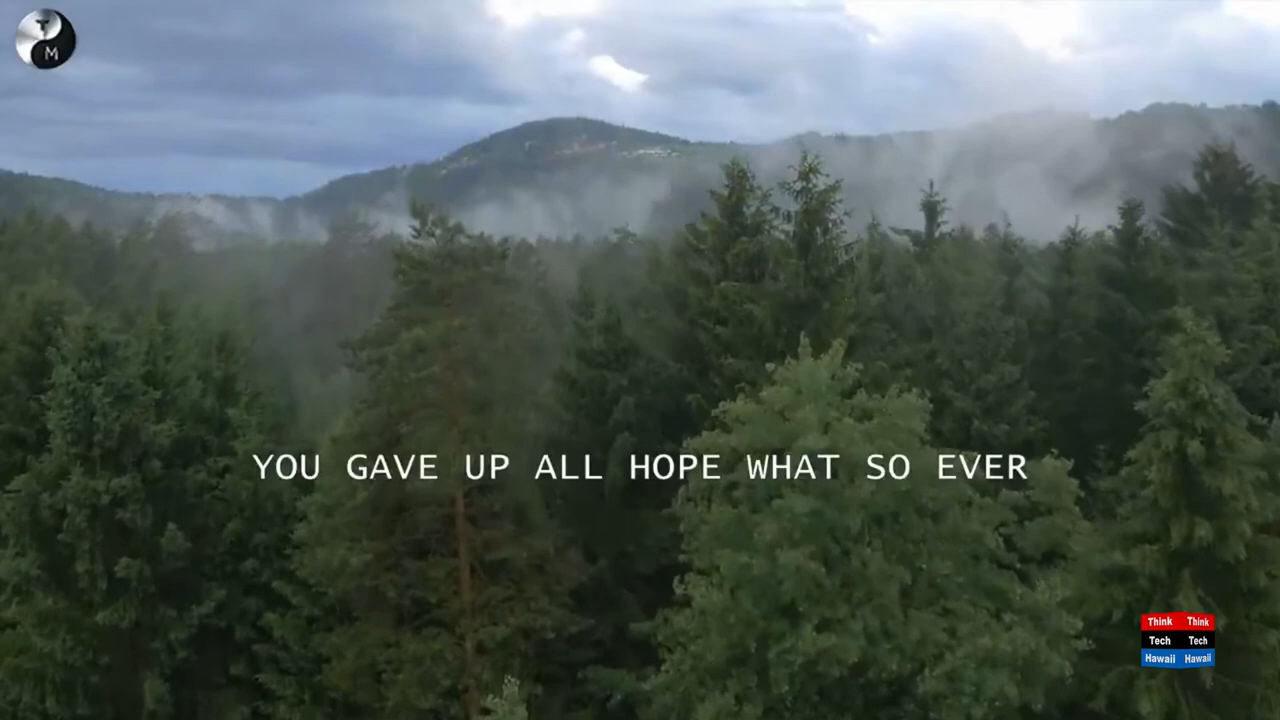 T
M
YOU GAVE UP ALL HOPE WHAT SO EVER
Think Think
Tech Tech
Hawaii Hawaii